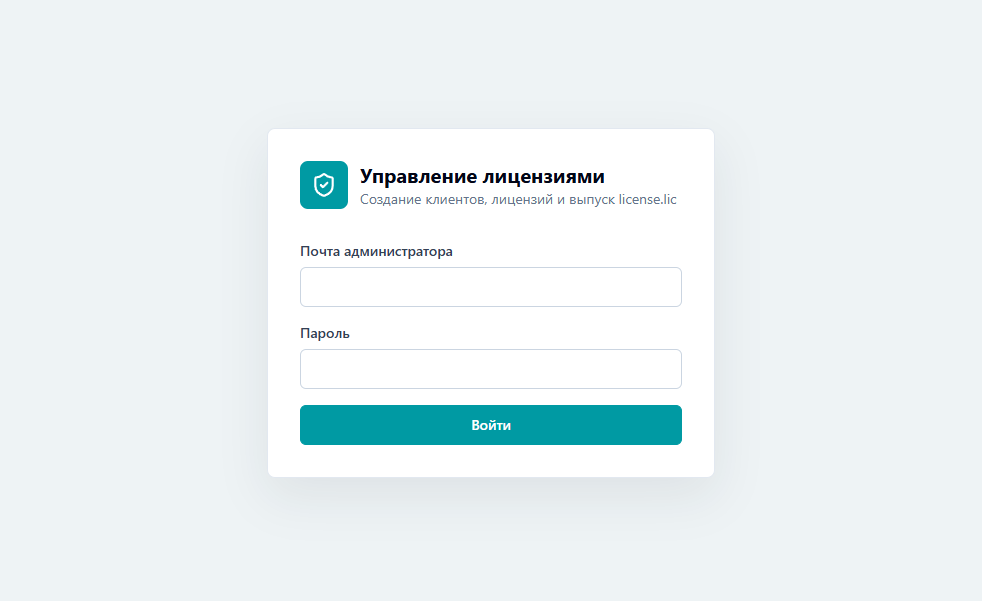 Управление лицензиями
Создание клиентов, лицензий и выпуск license.lic
Почта администратора
Пароль
Войти